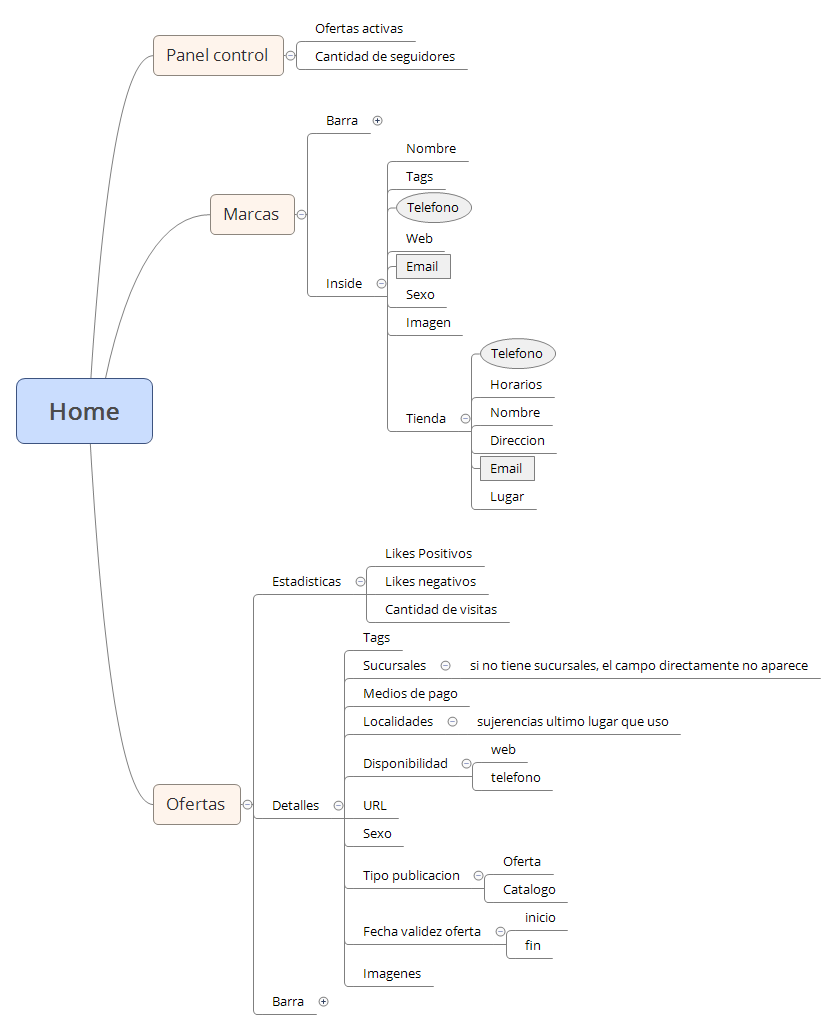 Home
Panel control
Ofertas activas
Cantidad de seguidores
Marcas
Barra
Inside
Nombre
Tags
Telefono
Web
Email
Sexo
Imagen
Tienda
Telefono
Horarios
Nombre
Direccion
Email
Lugar
Ofertas
Estadisticas
Likes Positivos
Likes negativos
Cantidad de visitas
Detalles
Tags
Sucursales
si no tiene sucursales, el campo directamente no aparece
Medios de pago
Localidades
sujerencias ultimo lugar que uso
Disponibilidad
web
telefono
URL
Sexo
Tipo publicacion
Oferta
Catalogo
Fecha validez oferta
inicio
fin
Imagenes
Barra